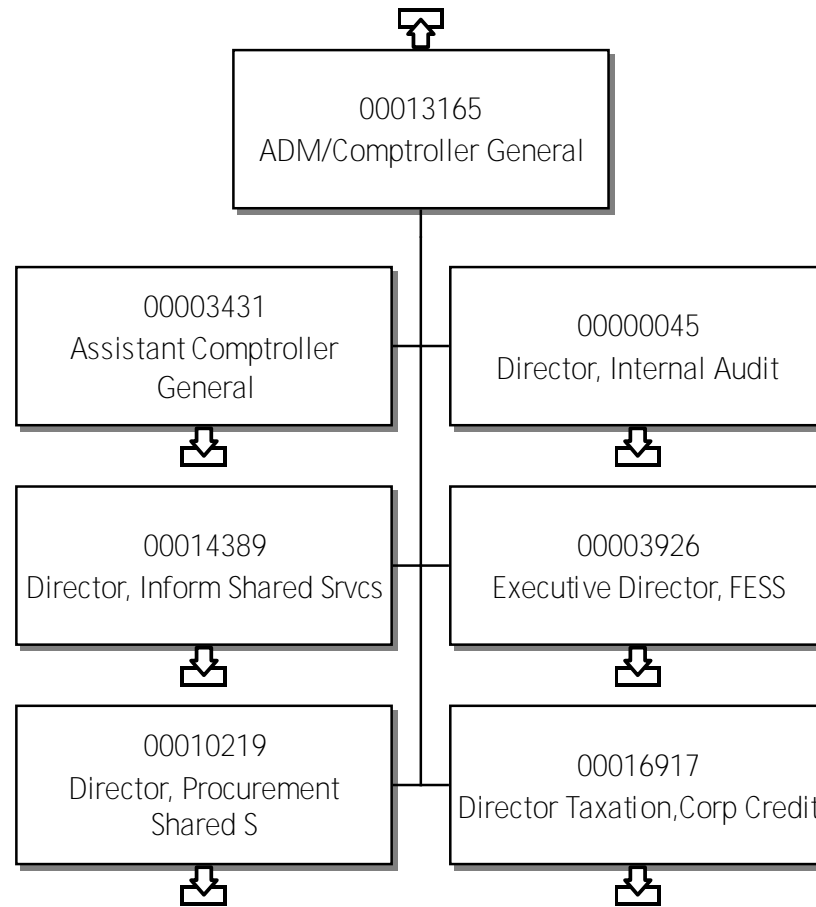 00013165
ADM/Comptroller General
00003431
Assistant Comptroller
General
00000045
Director, Internal Audit
00014389
Director, Inform Shared Srvcs
00003926
Executive Director, FESS
00010219
Director, Procurement
Shared S
00016917
Director Taxation,Corp Credit